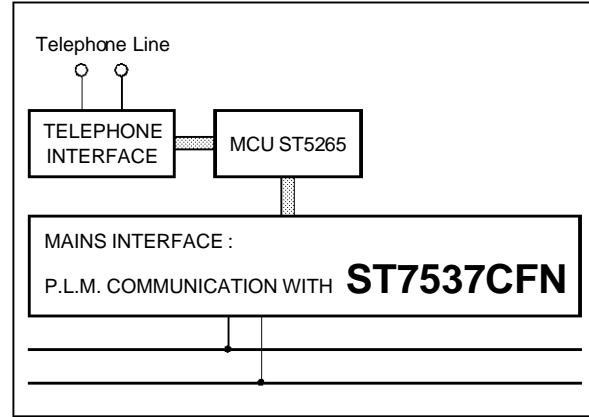 Telephone Line
TELEPHONE
INTERFACE
MCU ST5265
MAINS INTERFACE :
P.L.M. COMMUNICATION WITH ST7537CFN